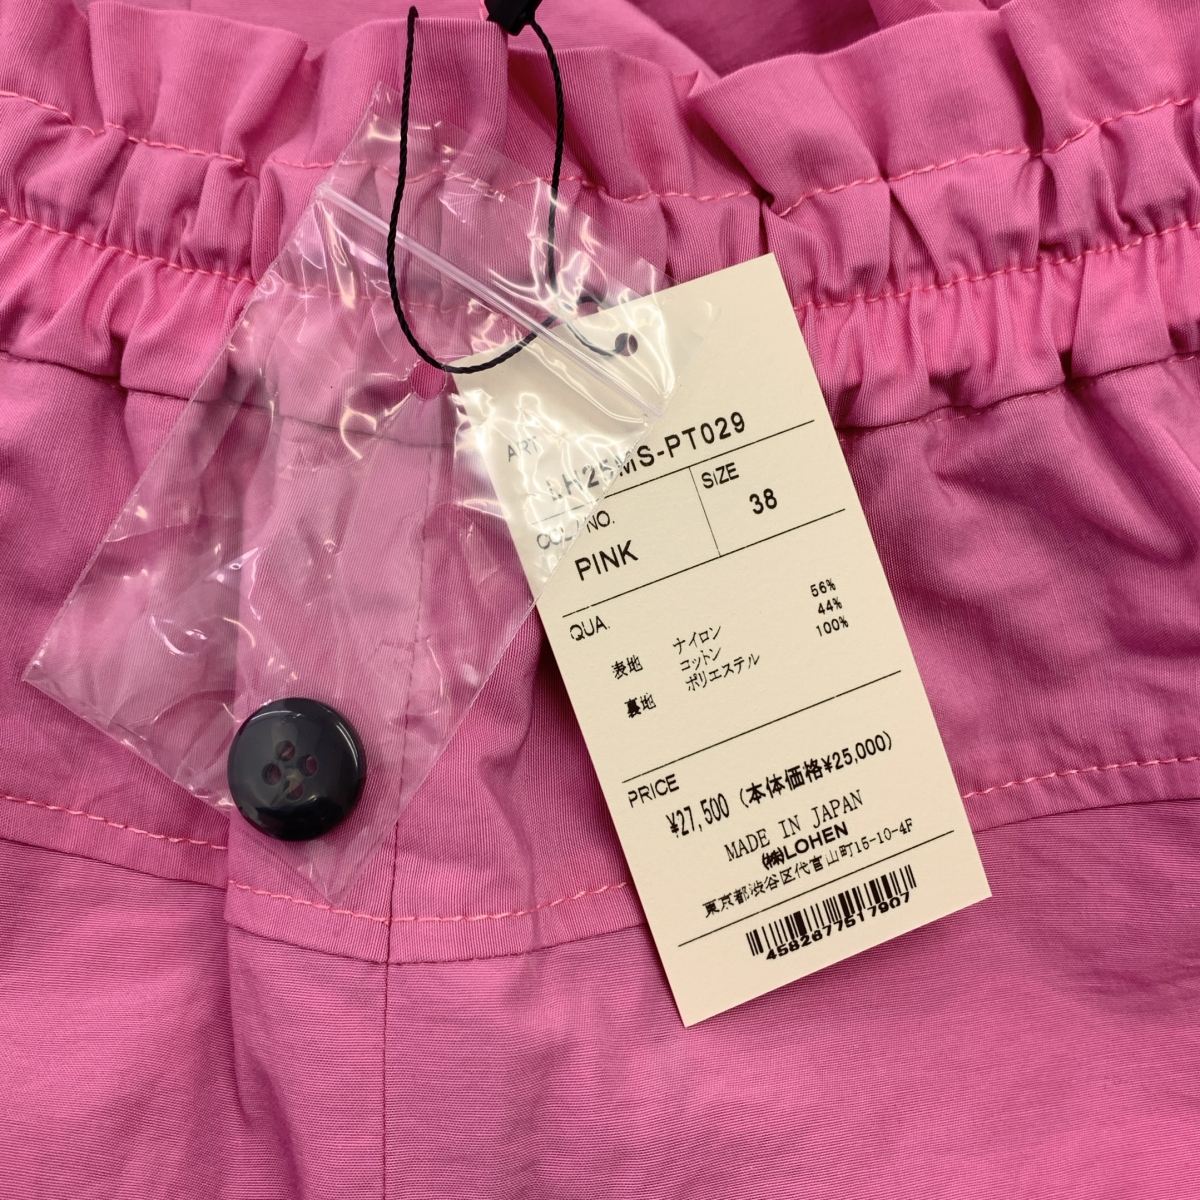 ART
LH25MS-PT029
COL / NO. SIZE
PINK 38
QUA.
表地 ナイロン 56%
コットン 44%
裏地 ポリエステル 100%
PRICE
¥27,500 (本体価格¥25,000)
MADE IN JAPAN
㈱LOHEN
東京都渋谷区代官山町15-10-4F
4582677517907